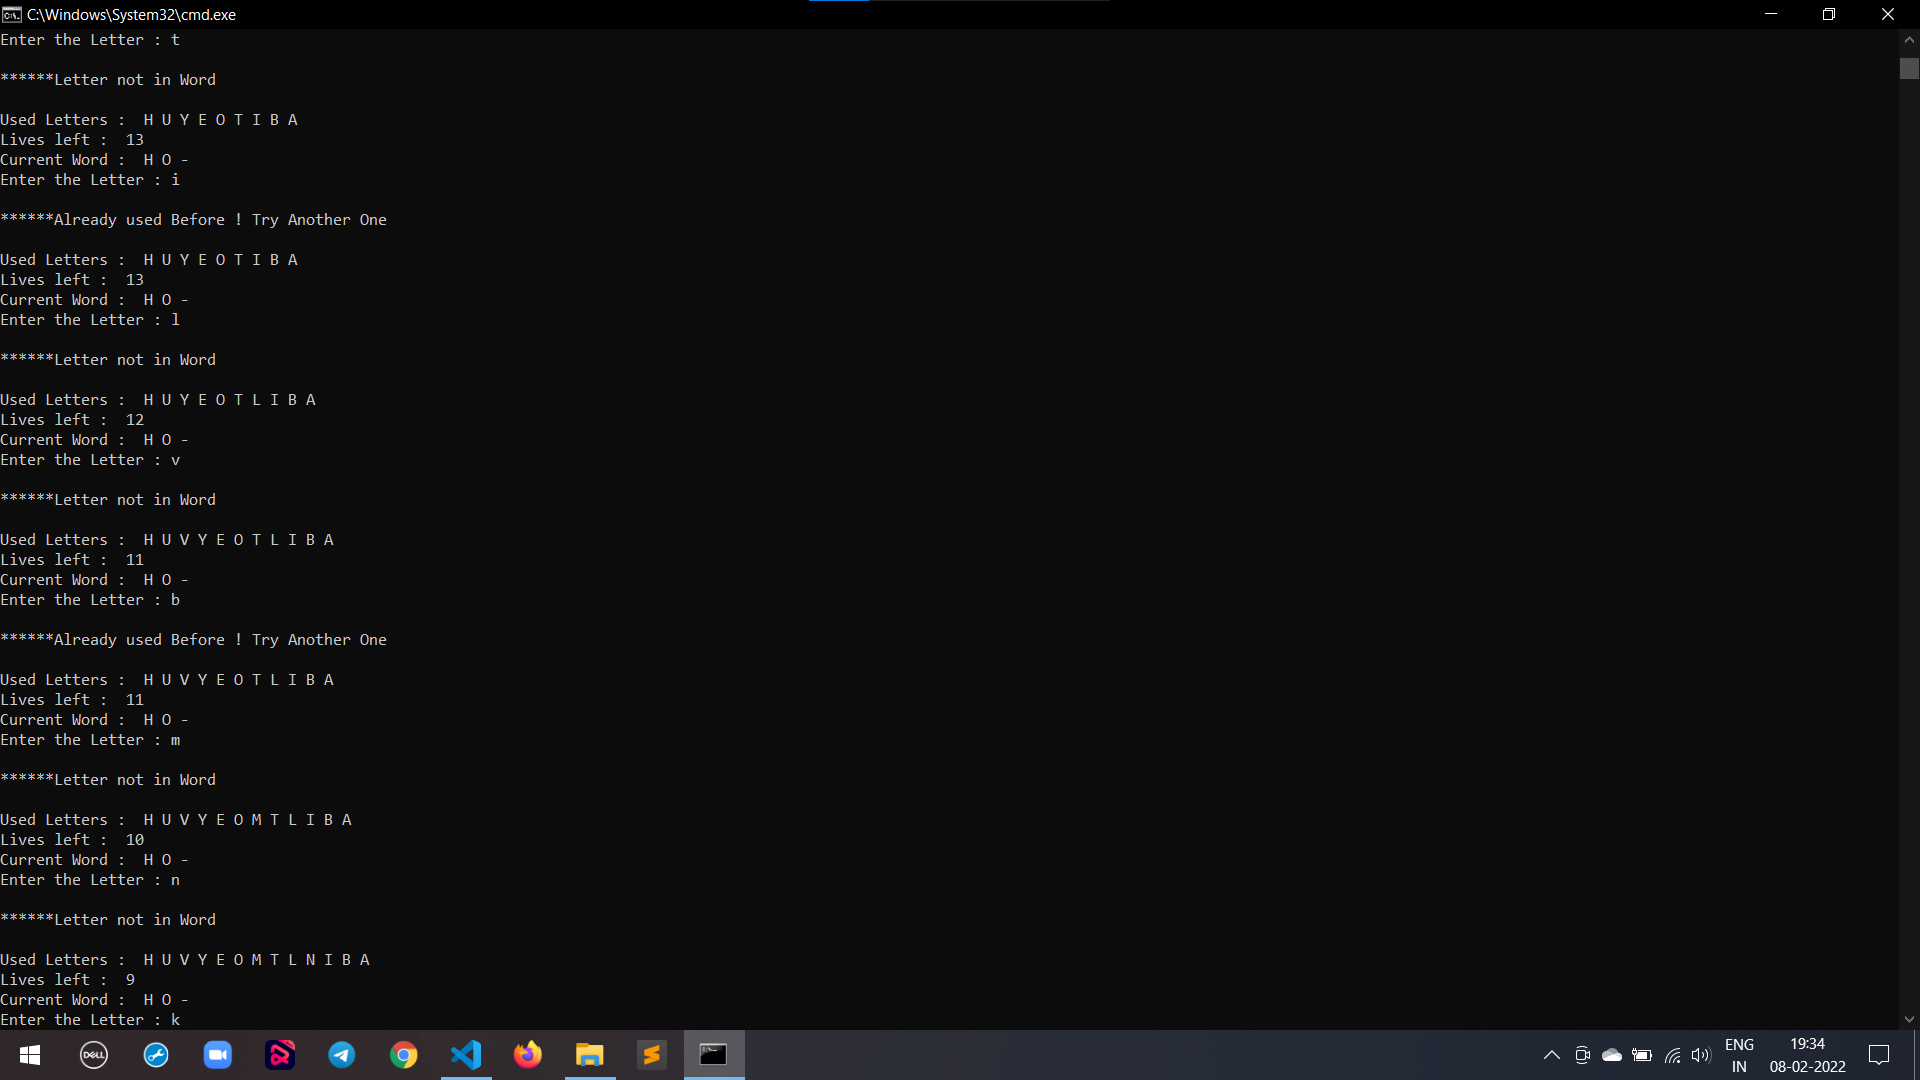 C:\Windows\System32\cmd.exe
Enter the Letter : t
******Letter not in Word
Used Letters :  H U Y E O T I B A
Lives left :  13
Current Word :  H O -
Enter the Letter : i
******Already used Before ! Try Another One
Used Letters :  H U Y E O T I B A
Lives left :  13
Current Word :  H O -
Enter the Letter : l
******Letter not in Word
Used Letters :  H U Y E O T L I B A
Lives left :  12
Current Word :  H O -
Enter the Letter : v
******Letter not in Word
Used Letters :  H U V Y E O T L I B A
Lives left :  11
Current Word :  H O -
Enter the Letter : b
******Already used Before ! Try Another One
Used Letters :  H U V Y E O T L I B A
Lives left :  11
Current Word :  H O -
Enter the Letter : m
******Letter not in Word
Used Letters :  H U V Y E O M T L I B A
Lives left :  10
Current Word :  H O -
Enter the Letter : n
******Letter not in Word
Used Letters :  H U V Y E O M T L N I B A
Lives left :  9
Current Word :  H O -
Enter the Letter : k
DELL
ENG
IN
19:34
08-02-2022